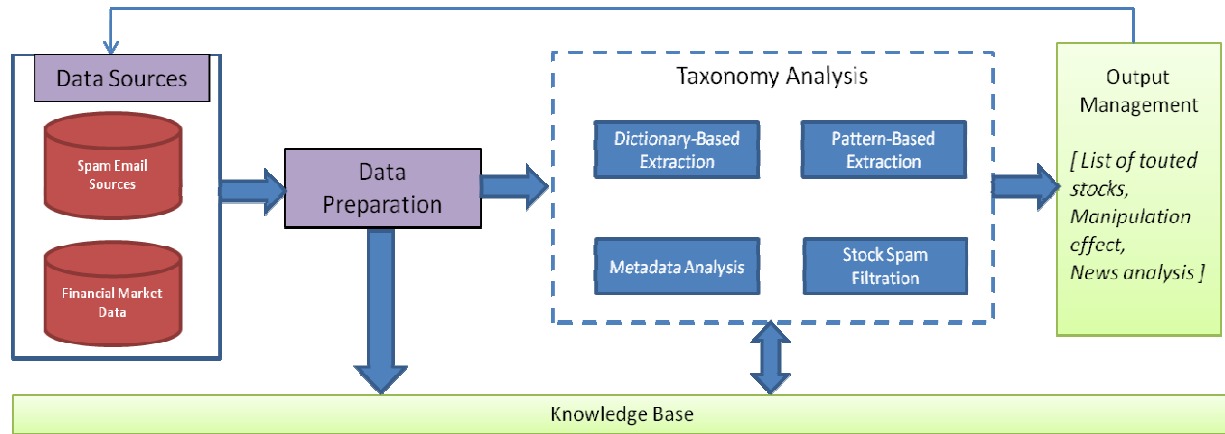 Data Sources
Spam Email
Sources
Financial Market
Data
Data
Preparation
Taxonomy Analysis
Dictionary-Based
Extraction
Pattern-Based
Extraction
Metadata Analysis
Stock Spam
Filtration
Output
Management
[ List of touted
stocks,
Manipulation
effect,
News analysis ]
Knowledge Base